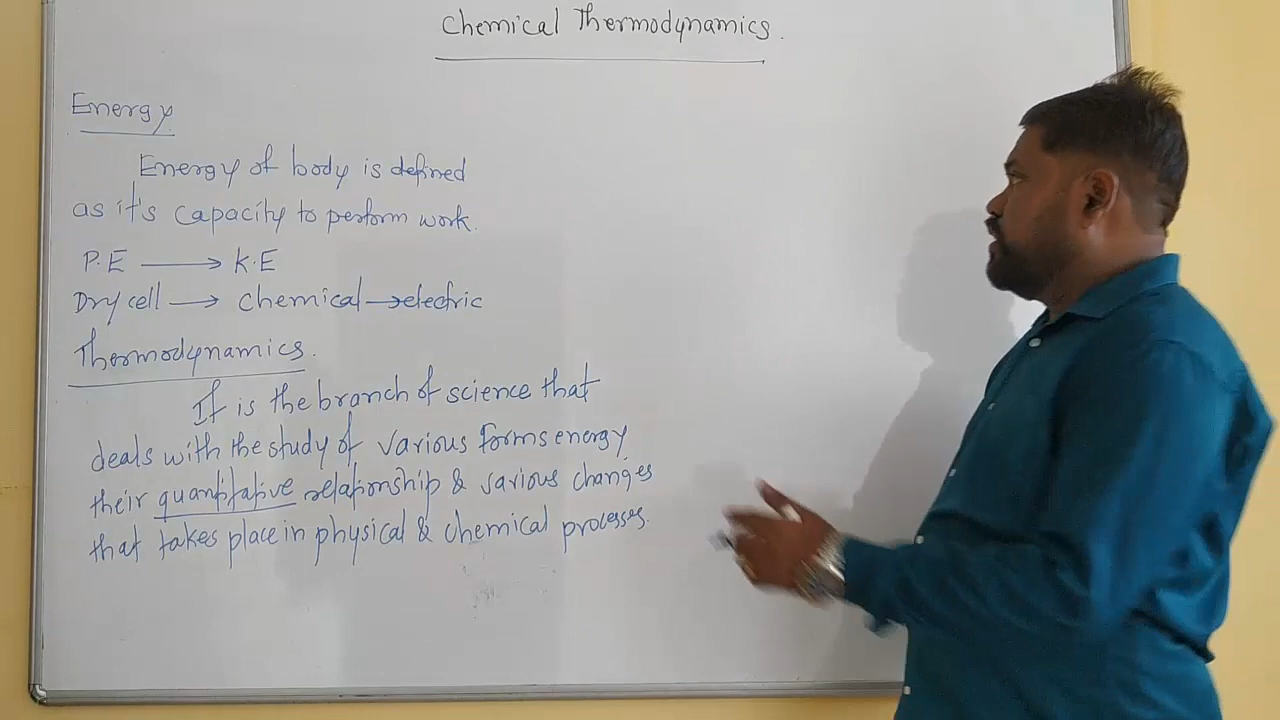 Chemical Thermodynamics.
Energy
Energy of body is defined
as it's capacity to perform work.
P.E → K.E
Dry cell → chemical → electric
Thermodynamics.
It is the branch of science that
deals with the study of various forms energy
their quantitative relationship & various changes
that takes place in physical & chemical processes.